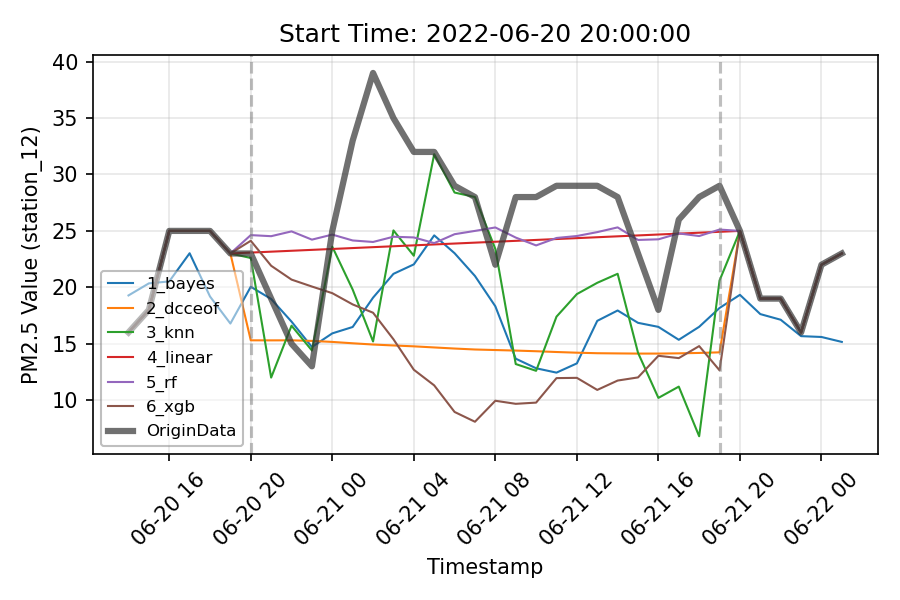 Start Time: 2022-06-20 20:00:00
PM2.5 Value (station_12)
40
35
30
25
20
15
10
1_bayes
2_dcceof
3_knn
4_linear
5_rf
6_xgb
OriginData
06-20 16
06-20 20
06-21 00
06-21 04
06-21 08
06-21 12
06-21 16
06-21 20
06-22 00
Timestamp